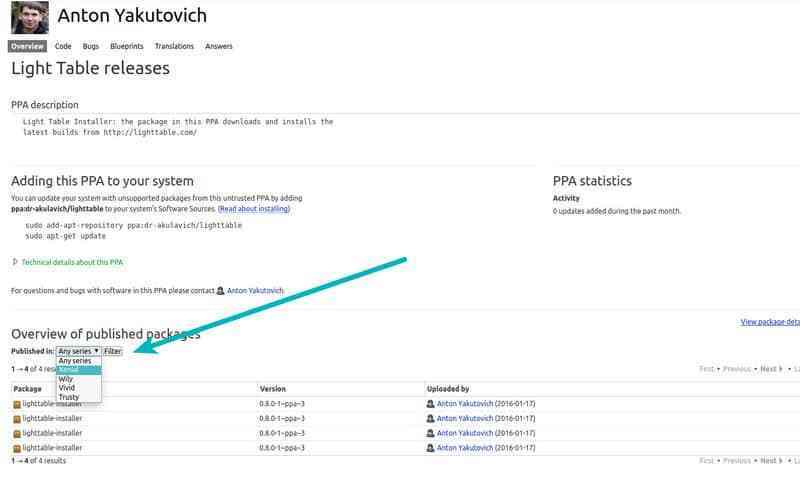 Anton Yakutovich
Overview Code Bugs Blueprints Translations Answers
Light Table releases
PPA description
Light Table Installer: the package in this PPA downloads and installs the
latest builds from http://lighttable.com/
Adding this PPA to your system
You can update your system with unsupported packages from this untrusted PPA by adding
ppa:dr-akulavich/lighttable to your system's Software Sources. (Read about installing)
sudo add-apt-repository ppa:dr-akulavich/lighttable
sudo apt-get update
Technical details about this PPA
For questions and bugs with software in this PPA please contact Anton Yakutovich.
PPA statistics
Activity
0 updates added during the past month.
Overview of published packages
View package deta
Published in: Any series Filter
Any series
Xenial
Wily
Vivid
Trusty
1 → 4 of 4 results
First • Previous • Next • La
Package Version Uploaded by
lighttable-installer 0.8.0-1~ppa~3 Anton Yakutovich (2016-01-17)
lighttable-installer 0.8.0-1~ppa~3 Anton Yakutovich (2016-01-17)
lighttable-installer 0.8.0-1~ppa~3 Anton Yakutovich (2016-01-17)
lighttable-installer 0.8.0-1~ppa~3 Anton Yakutovich (2016-01-17)
1 → 4 of 4 results
First • Previous • Next • La